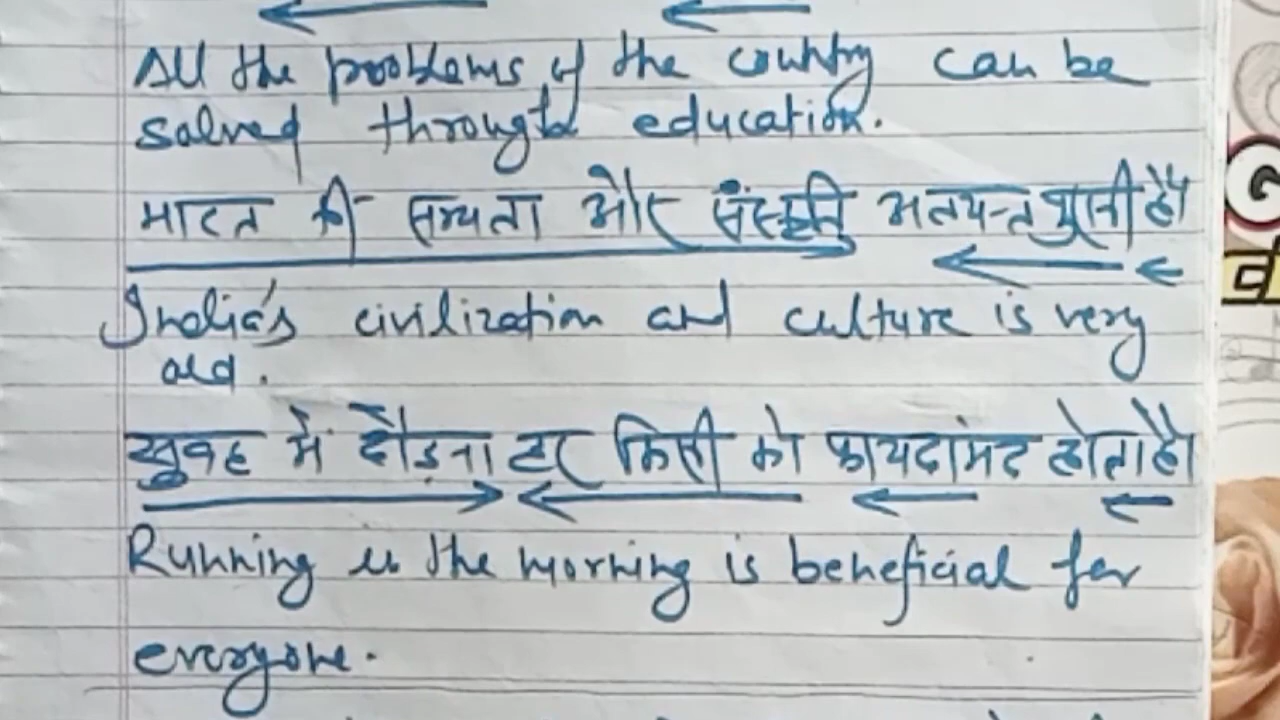 All the problems of the country can be
solved through education.
भारत की सभ्यता और संस्कृति अत्यन्त पुरानी है।
India's civilization and culture is very
old.
सुबह में दौड़ना हर किसी को फायदामंद होता है।
Running in the morning is beneficial for
everyone.
G